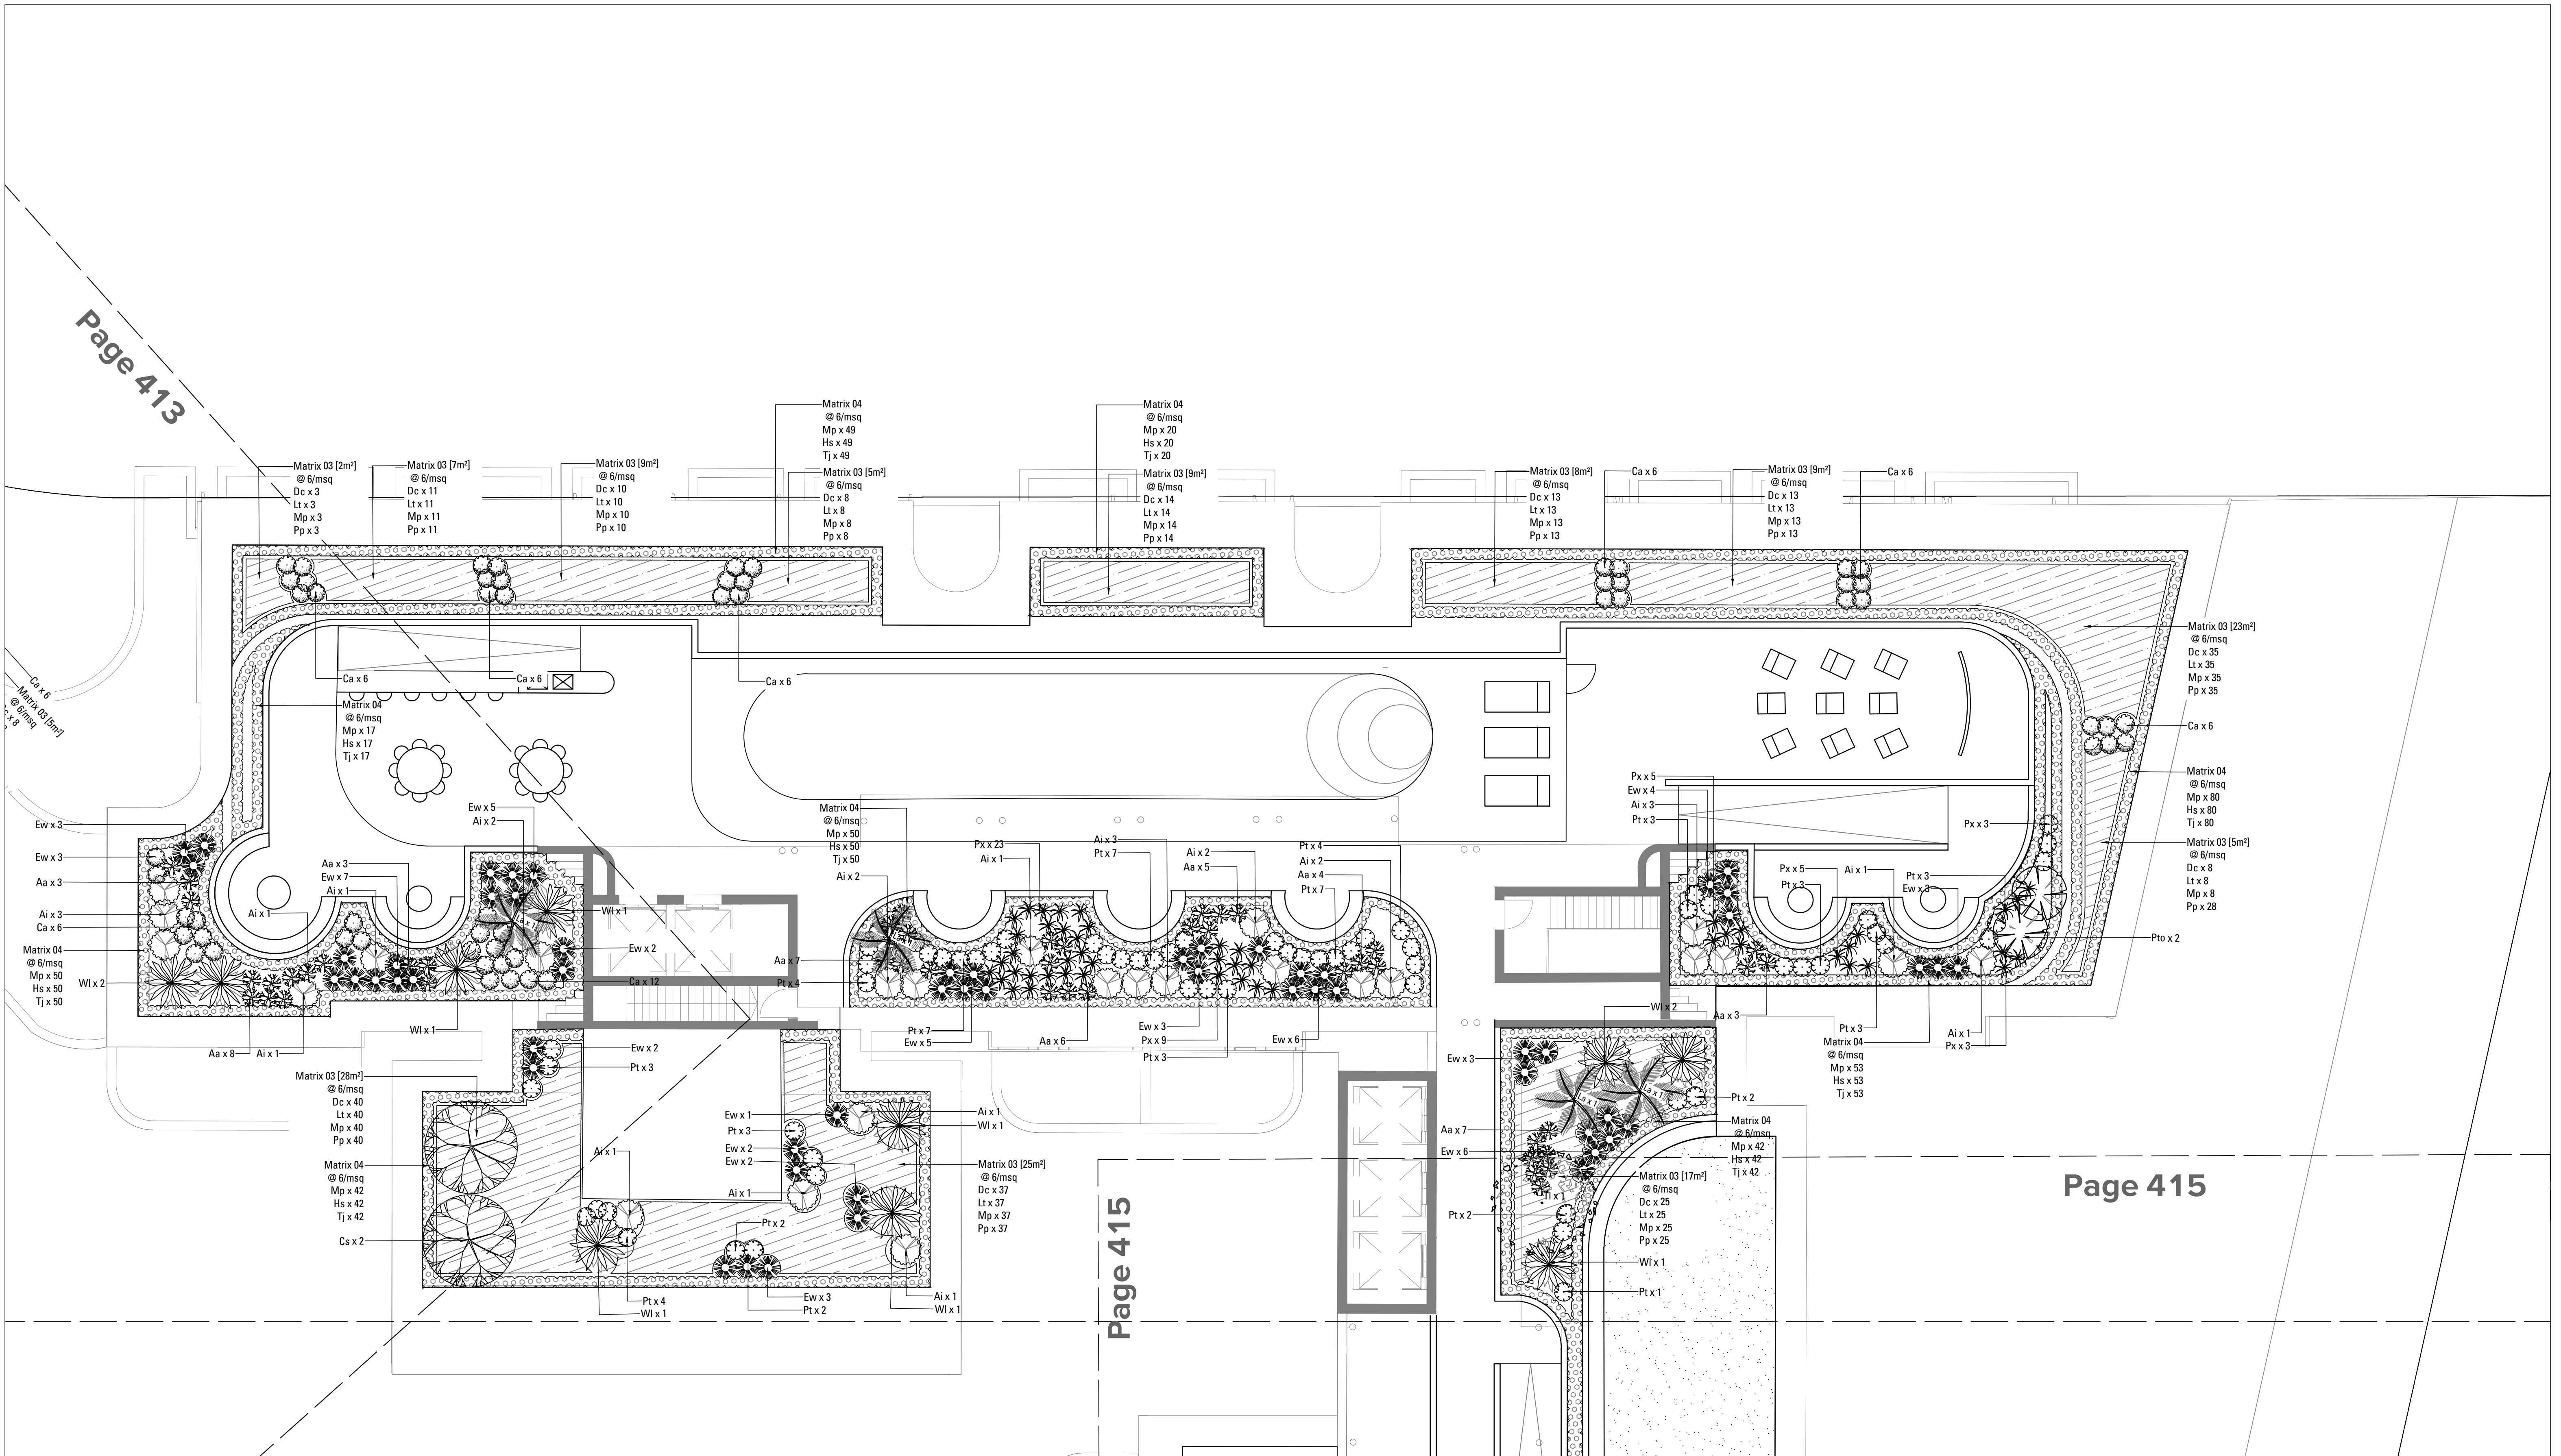 Page 413
Matrix 04
@ 6/msq
Mp x 49
Hs x 49
Tj x 49
Matrix 04
@ 6/msq
Mp x 20
Hs x 20
Tj x 20
Matrix 03 [2m²]
@ 6/msq
Dc x 3
Lt x 3
Mp x 3
Pp x 3
Matrix 03 [7m²]
@ 6/msq
Dc x 11
Lt x 11
Mp x 11
Pp x 11
Matrix 03 [9m²]
@ 6/msq
Dc x 10
Lt x 10
Mp x 10
Pp x 10
Matrix 03 [5m²]
@ 6/msq
Dc x 8
Lt x 8
Mp x 8
Pp x 8
Matrix 03 [9m²]
@ 6/msq
Dc x 14
Lt x 14
Mp x 14
Pp x 14
Matrix 03 [8m²]
@ 6/msq
Dc x 13
Lt x 13
Mp x 13
Pp x 13
Ca x 6
Matrix 03 [9m²]
@ 6/msq
Dc x 13
Lt x 13
Mp x 13
Pp x 13
Ca x 6
Matrix 03 [23m²]
@ 6/msq
Dc x 35
Lt x 35
Mp x 35
Pp x 35
Ca x 6
Matrix 04
@ 6/msq
Mp x 80
Hs x 80
Tj x 80
Matrix 03 [5m²]
@ 6/msq
Dc x 8
Lt x 8
Mp x 8
Pp x 28
Pto x 2
Ca x 6
Matrix 03 [5m²]
@ 6/msq
x 8
Ca x 6
Ca x 6
Ca x 6
Matrix 04
@ 6/msq
Mp x 17
Hs x 17
Tj x 17
Ew x 3
Ew x 3
Aa x 3
Ai x 3
Ca x 6
Matrix 04
@ 6/msq
Mp x 50
Hs x 50
Tj x 50
Wl x 2
Ew x 5
Ai x 2
Aa x 3
Ew x 7
Ai x 1
Ai x 1
La x 1
Wl x 1
Ew x 2
Ca x 12
Wl x 1
Aa x 8
Ai x 1
Matrix 04
@ 6/msq
Mp x 50
Hs x 50
Tj x 50
Ai x 2
Px x 23
Ai x 1
Ai x 3
Pt x 7
Ai x 2
Aa x 5
Pt x 4
Ai x 2
Aa x 4
Pt x 7
Aa x 7
Pt x 4
Pt x 7
Ew x 5
Aa x 6
Ew x 3
Px x 9
Pt x 3
Ew x 6
Px x 5
Ew x 4
Ai x 3
Pt x 3
Px x 3
Px x 5
Pt x 3
Ai x 1
Pt x 3
Ew x 3
Wl x 2
Aa x 3
Pt x 3
Ai x 1
Px x 3
Matrix 04
@ 6/msq
Mp x 53
Hs x 53
Tj x 53
Matrix 03 [28m²]
@ 6/msq
Dc x 40
Lt x 40
Mp x 40
Pp x 40
Matrix 04
@ 6/msq
Mp x 42
Hs x 42
Tj x 42
Cs x 2
Ew x 2
Pt x 3
Ew x 1
Pt x 3
Ew x 2
Ew x 2
Ai x 1
Ai x 1
Ai x 1
Wl x 1
Matrix 03 [25m²]
@ 6/msq
Dc x 37
Lt x 37
Mp x 37
Pp x 37
Pt x 2
Pt x 4
Wl x 1
Ew x 3
Pt x 2
Ai x 1
Wl x 1
Ew x 3
La x 1
La x 1
Pt x 2
Aa x 7
Ew x 6
Matrix 04
@ 6/msq
Mp x 42
Hs x 42
Tj x 42
Matrix 03 [17m²]
@ 6/msq
Dc x 25
Lt x 25
Mp x 25
Pp x 25
Tl x 1
Pt x 2
Wl x 1
Pt x 1
Page 415
Page 415